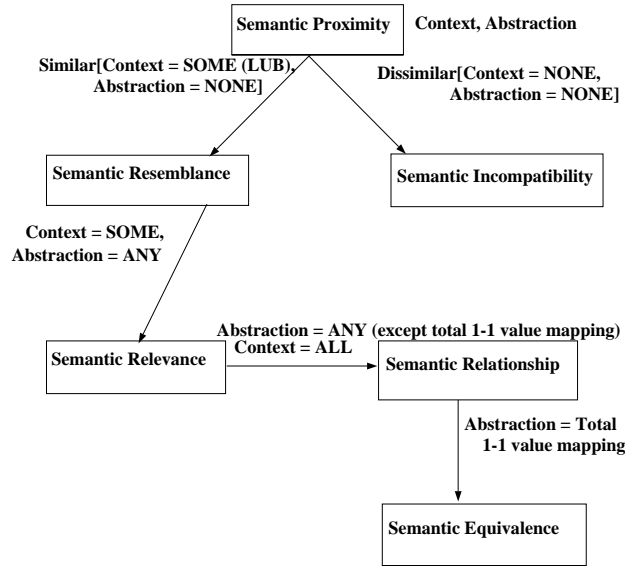 Semantic Proximity
Context, Abstraction
Similar[Context = SOME (LUB),
Abstraction = NONE]
Dissimilar[Context = NONE,
Abstraction = NONE]
Semantic Resemblance
Semantic Incompatibility
Context = SOME,
Abstraction = ANY
Abstraction = ANY (except total 1-1 value mapping)
Context = ALL
Semantic Relevance
Semantic Relationship
Abstraction = Total
1-1 value mapping
Semantic Equivalence